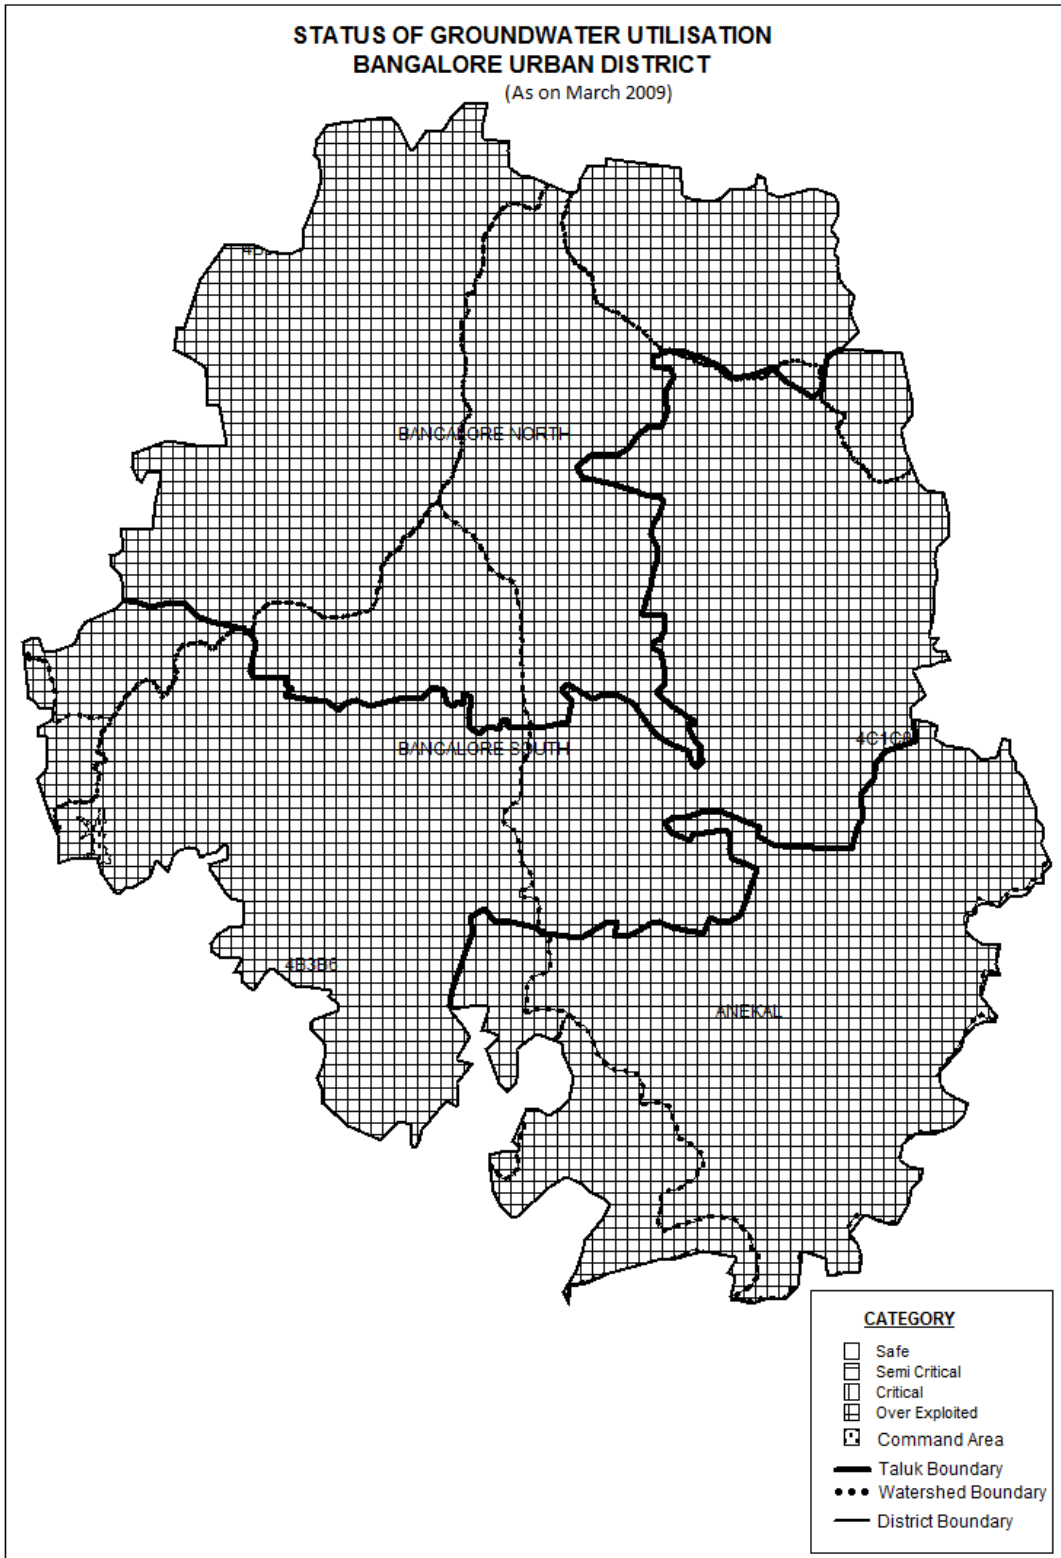 STATUS OF GROUNDWATER UTILISATION
BANGALORE URBAN DISTRICT
(As on March 2009)
BANGALORE NORTH
BANGALORE SOUTH
4B3B6
ANEKAL
CATEGORY
Safe
Semi Critical
Critical
Over Exploited
Command Area
Taluk Boundary
Watershed Boundary
District Boundary